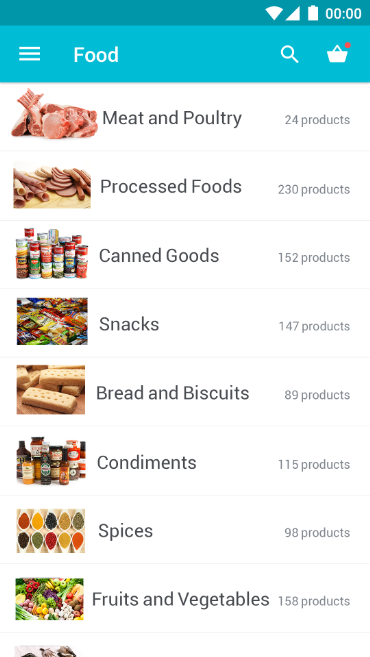 00:00
Food
Meat and Poultry 24 products
Processed Foods 230 products
Canned Goods 152 products
Snacks 147 products
Bread and Biscuits 89 products
Condiments 115 products
Spices 98 products
Fruits and Vegetables 158 products